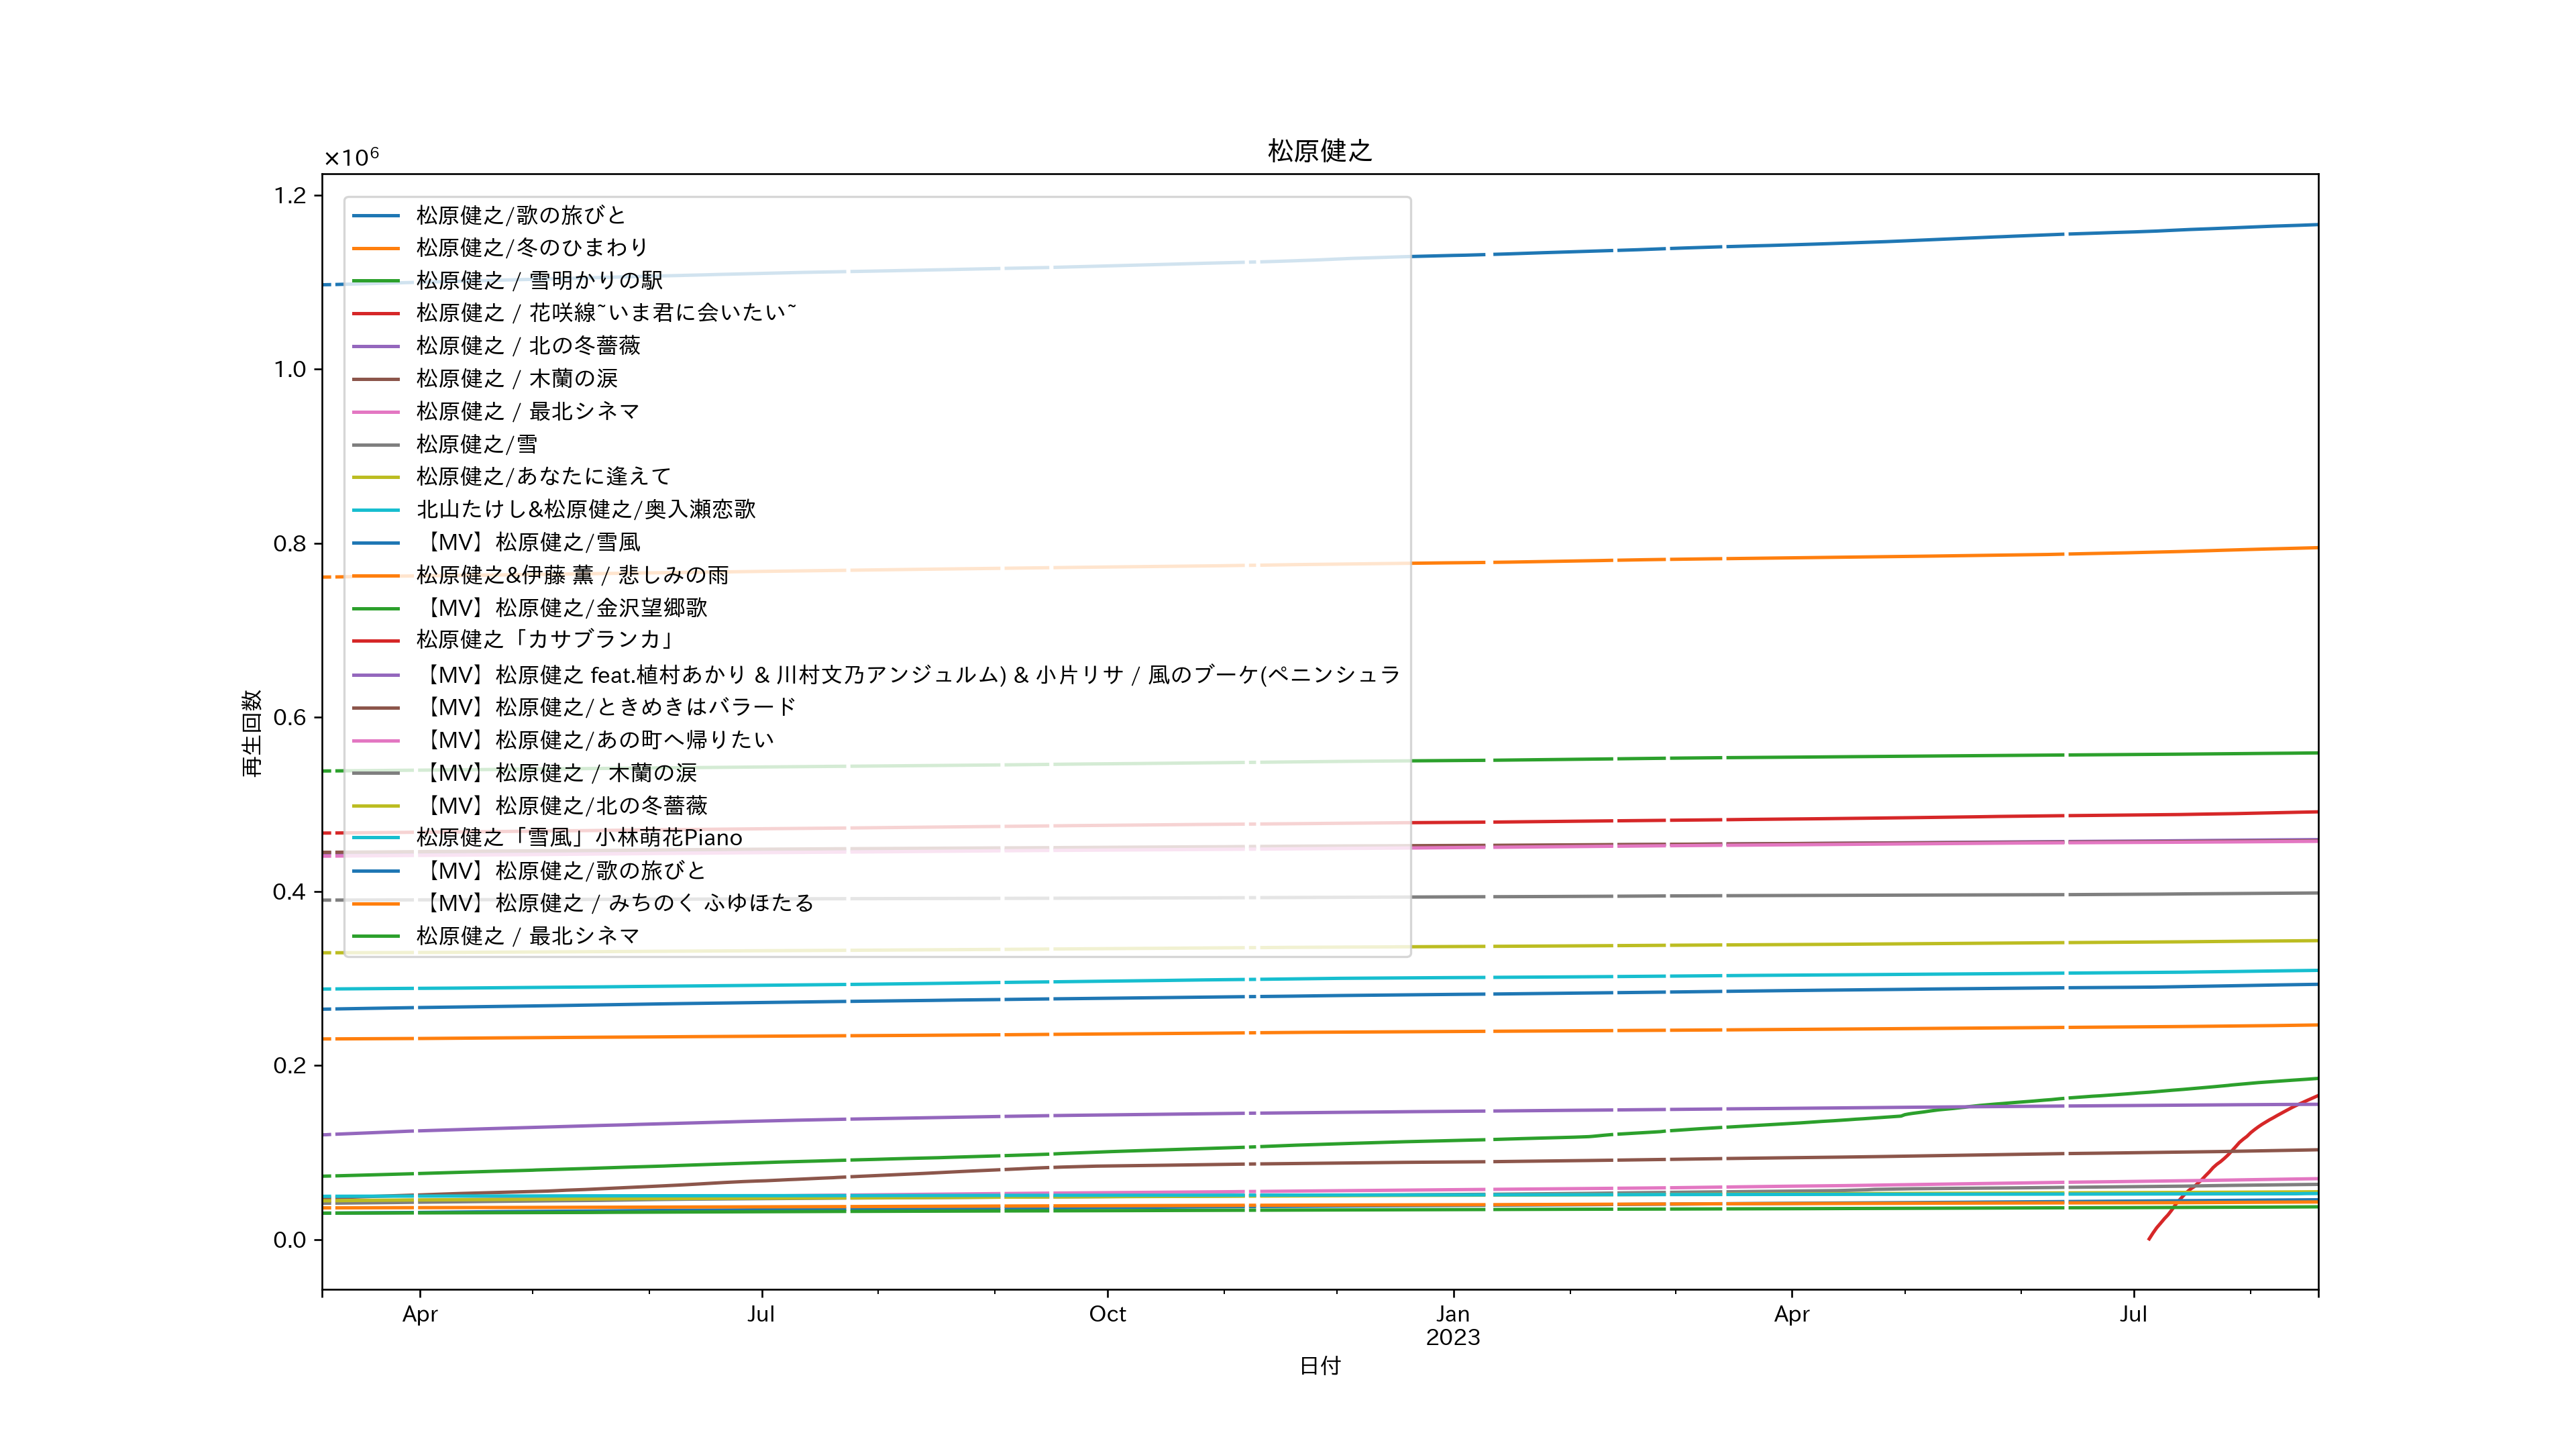 松原健之
×10⁶
1.2
1.0
0.8
0.6
0.4
0.2
0.0
再生回数
松原健之/歌の旅びと
松原健之/冬のひまわり
松原健之 / 雪明かりの駅
松原健之 / 花咲線~いま君に会いたい~
松原健之 / 北の冬薔薇
松原健之 / 木蘭の涙
松原健之 / 最北シネマ
松原健之/雪
松原健之/あなたに逢えて
北山たけし&松原健之/奥入瀬恋歌
【MV】松原健之/雪風
松原健之&伊藤 薫 / 悲しみの雨
【MV】松原健之/金沢望郷歌
松原健之「カサブランカ」
【MV】松原健之 feat.植村あかり & 川村文乃アンジュルム) & 小片リサ / 風のブーケ(ペニンシュラ
【MV】松原健之/ときめきはバラード
【MV】松原健之/あの町へ帰りたい
【MV】松原健之 / 木蘭の涙
【MV】松原健之/北の冬薔薇
松原健之「雪風」小林萌花Piano
【MV】松原健之/歌の旅びと
【MV】松原健之 / みちのく ふゆほたる
松原健之 / 最北シネマ
Apr Jul Oct Jan Apr Jul
2023
日付